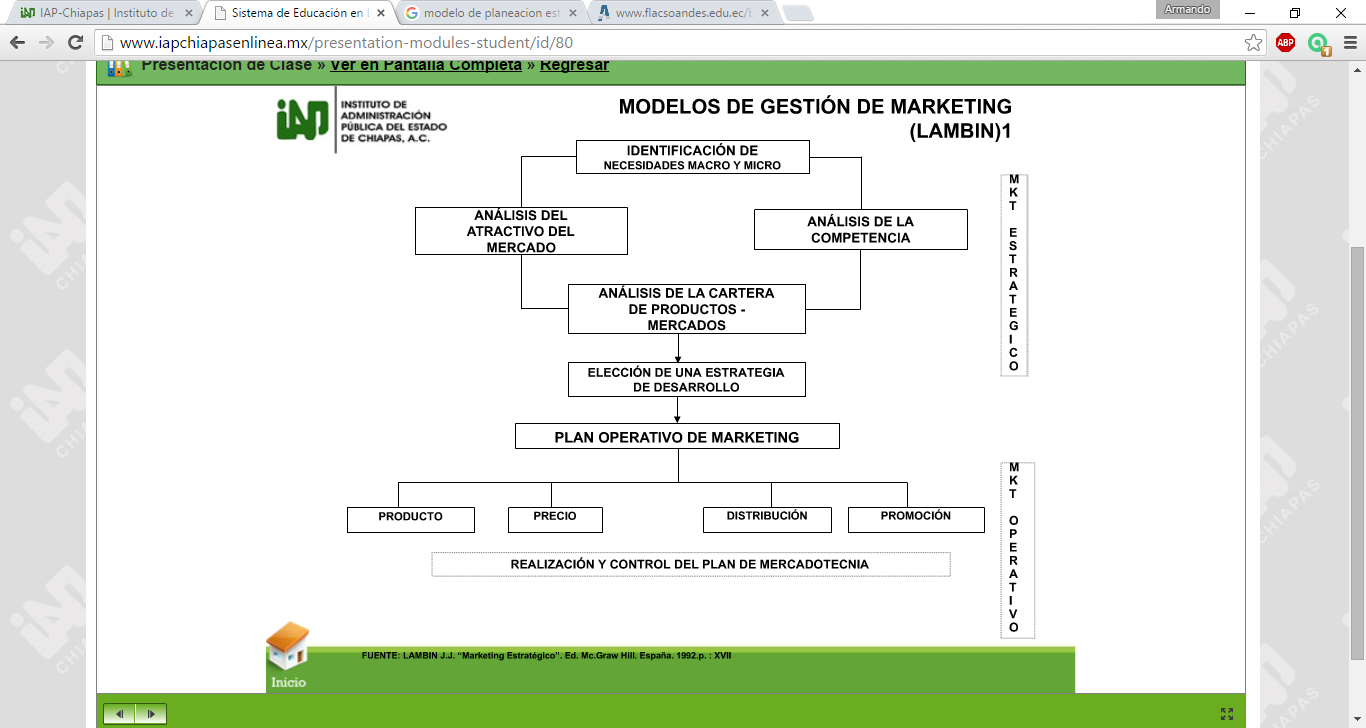 IAP-Chiapas | Instituto de
Sistema de Educación en
modelo de planeacion est
www.flacsoandes.edu.ec/b
Armando
www.iapchiapasenlinea.mx/presentation-modules-student/id/80
ABP
1
Presentación de Clase » Ver en Pantalla Completa » Regresar
IAP
INSTITUTO DE
ADMINISTRACIÓN
PÚBLICA DEL ESTADO
DE CHIAPAS, A.C.
MODELOS DE GESTIÓN DE MARKETING
(LAMBIN)1
IDENTIFICACIÓN DE
NECESIDADES MACRO Y MICRO
ANÁLISIS DEL
ATRACTIVO DEL
MERCADO
ANÁLISIS DE LA
COMPETENCIA
MKT ESTRATEGICO
ANÁLISIS DE LA CARTERA
DE PRODUCTOS -
MERCADOS
ELECCIÓN DE UNA ESTRATEGIA
DE DESARROLLO
PLAN OPERATIVO DE MARKETING
PRODUCTO
PRECIO
DISTRIBUCIÓN
PROMOCIÓN
MKT OPERATIVO
REALIZACIÓN Y CONTROL DEL PLAN DE MERCADOTECNIA
FUENTE: LAMBIN J.J. “Marketing Estratégico”. Ed. Mc.Graw Hill. España. 1992.p. : XVII
Inicio